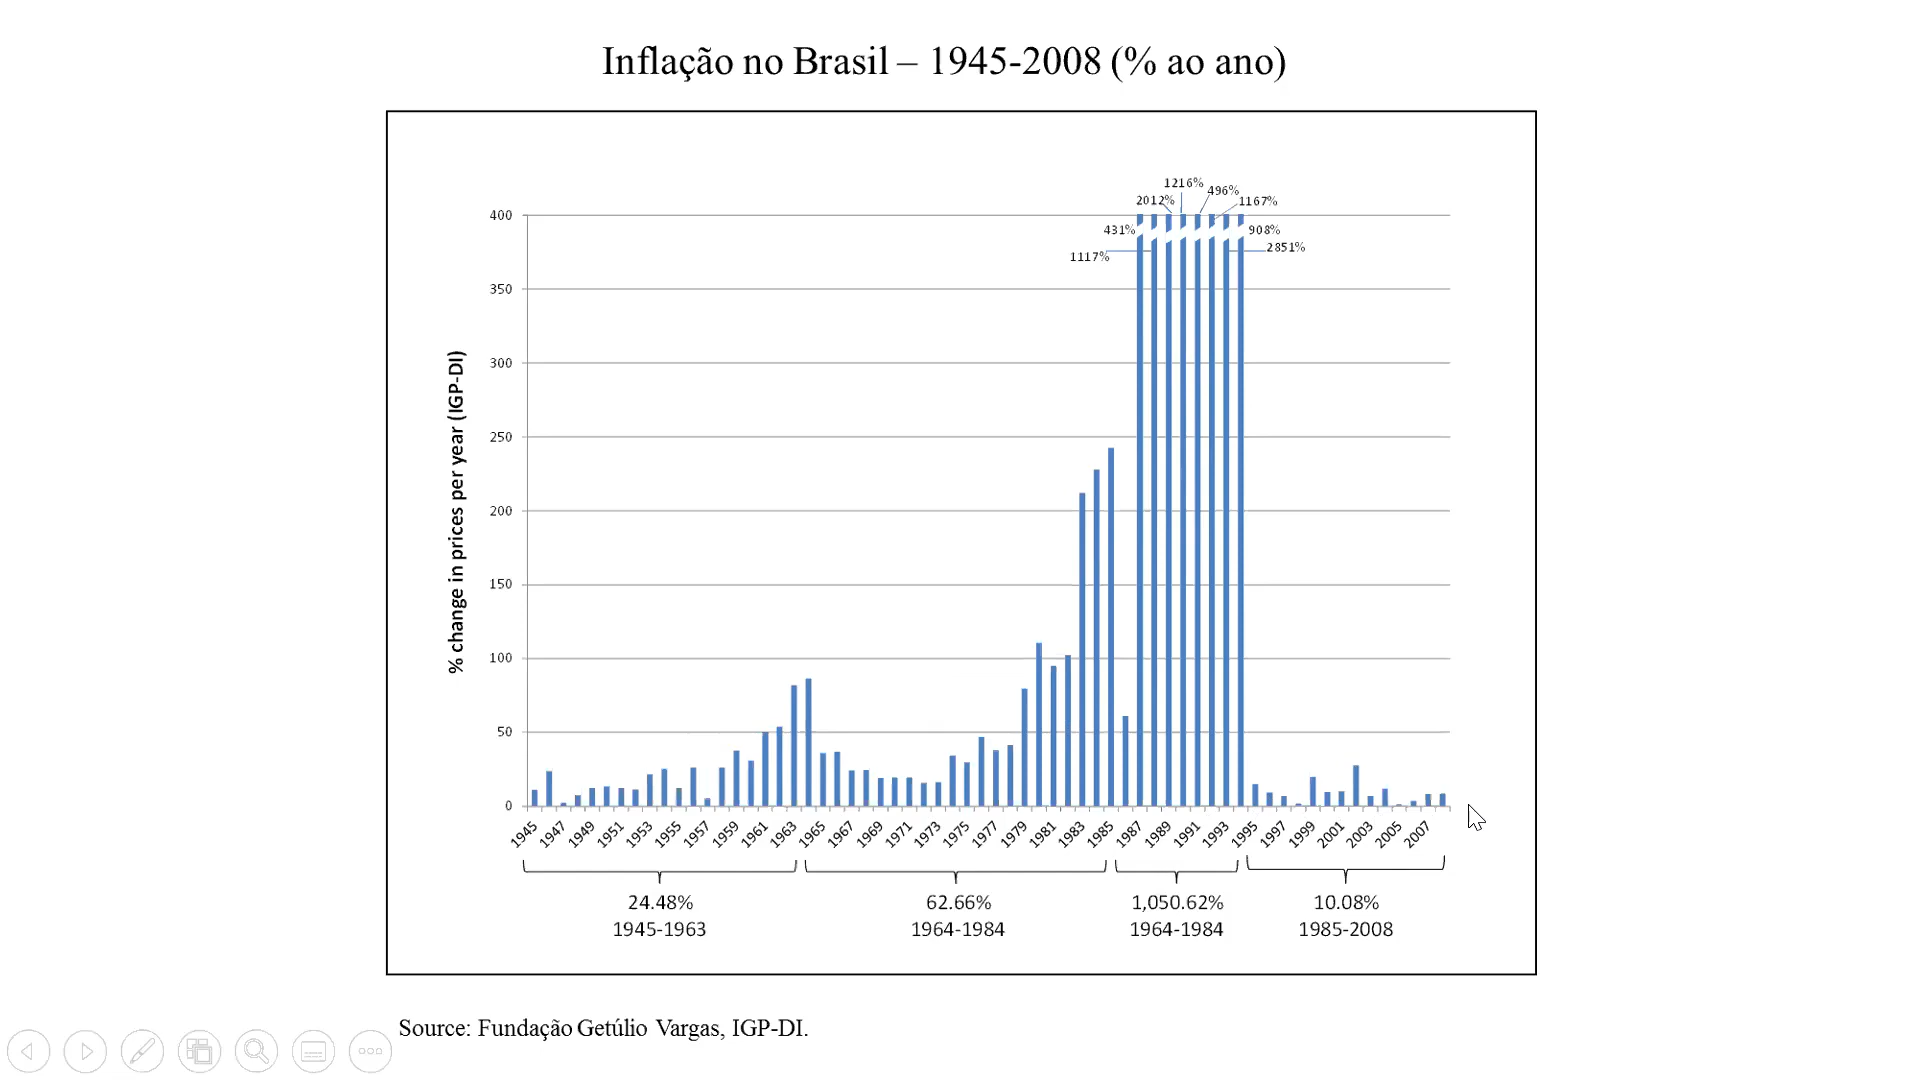 Inflação no Brasil – 1945-2008 (% ao ano)
1216%
496%
2012%
1167%
400
431%
908%
2851%
1117%
350
300
250
200
150
100
50
0
% change in prices per year (IGP-DI)
1945 1947 1949 1951 1953 1955 1957 1959 1961 1963 1965 1967 1969 1971 1973 1975 1977 1979 1981 1983 1985 1987 1989 1991 1993 1995 1997 1999 2001 2003 2005 2007
24.48% 62.66% 1,050.62% 10.08%
1945-1963 1964-1984 1964-1984 1985-2008
Source: Fundação Getúlio Vargas, IGP-DI.